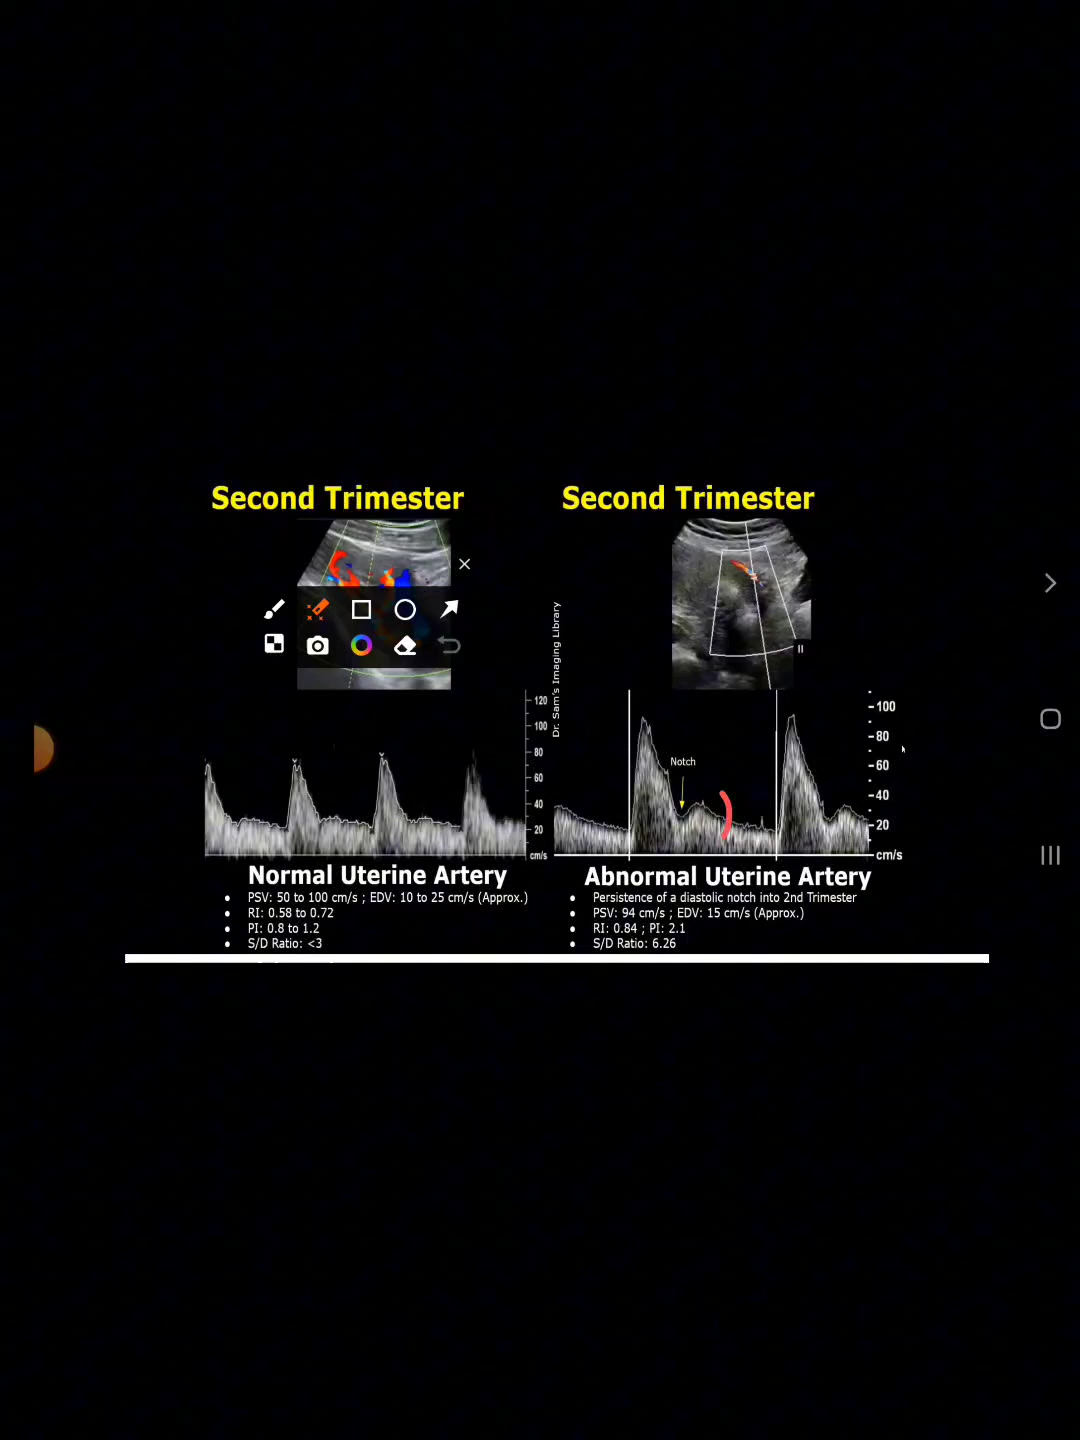 Second Trimester
120
100
80
60
40
20
cm/s
Normal Uterine Artery
• PSV: 50 to 100 cm/s ; EDV: 10 to 25 cm/s (Approx.)
• RI: 0.58 to 0.72
• PI: 0.8 to 1.2
• S/D Ratio: <3
Dr. Sam's Imaging Library
Second Trimester
Notch
100
80
60
40
20
cm/s
Abnormal Uterine Artery
• Persistence of a diastolic notch into 2nd Trimester
• PSV: 94 cm/s ; EDV: 15 cm/s (Approx.)
• RI: 0.84 ; PI: 2.1
• S/D Ratio: 6.26